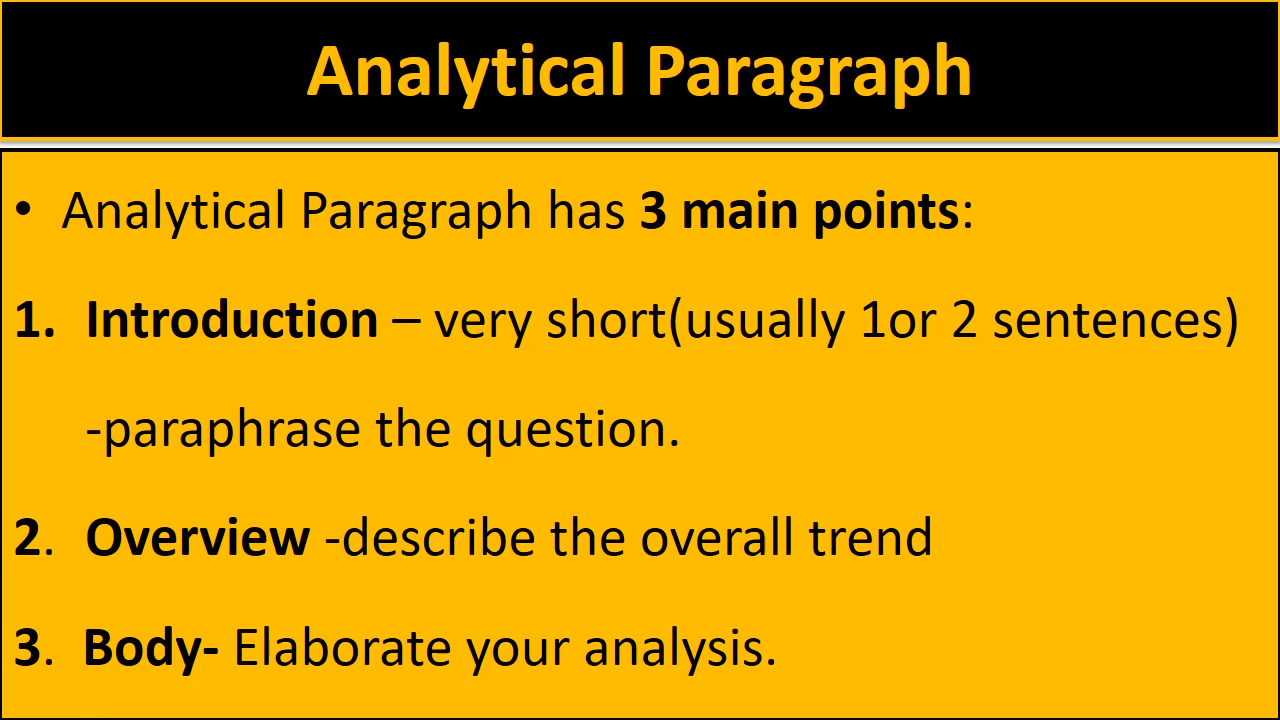 Analytical Paragraph
• Analytical Paragraph has 3 main points:
1. Introduction – very short(usually 1or 2 sentences)
-paraphrase the question.
2. Overview -describe the overall trend
3. Body- Elaborate your analysis.